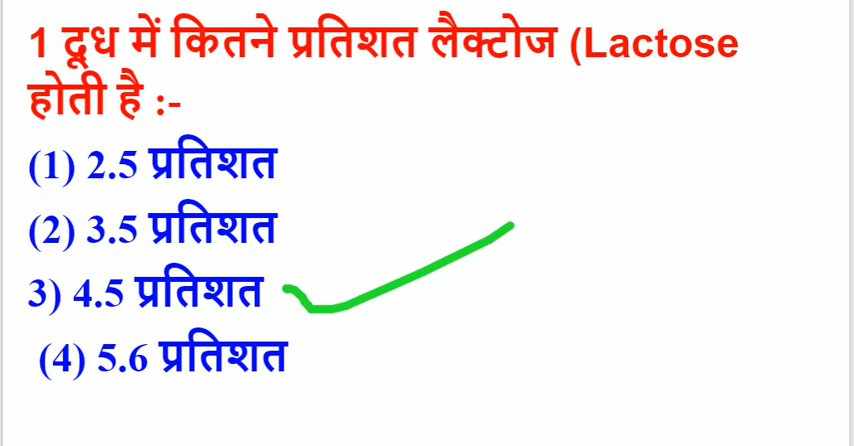 1 दूध में कितने प्रतिशत लैक्टोज (Lactose
होती है :-
(1) 2.5 प्रतिशत
(2) 3.5 प्रतिशत
3) 4.5 प्रतिशत
(4) 5.6 प्रतिशत